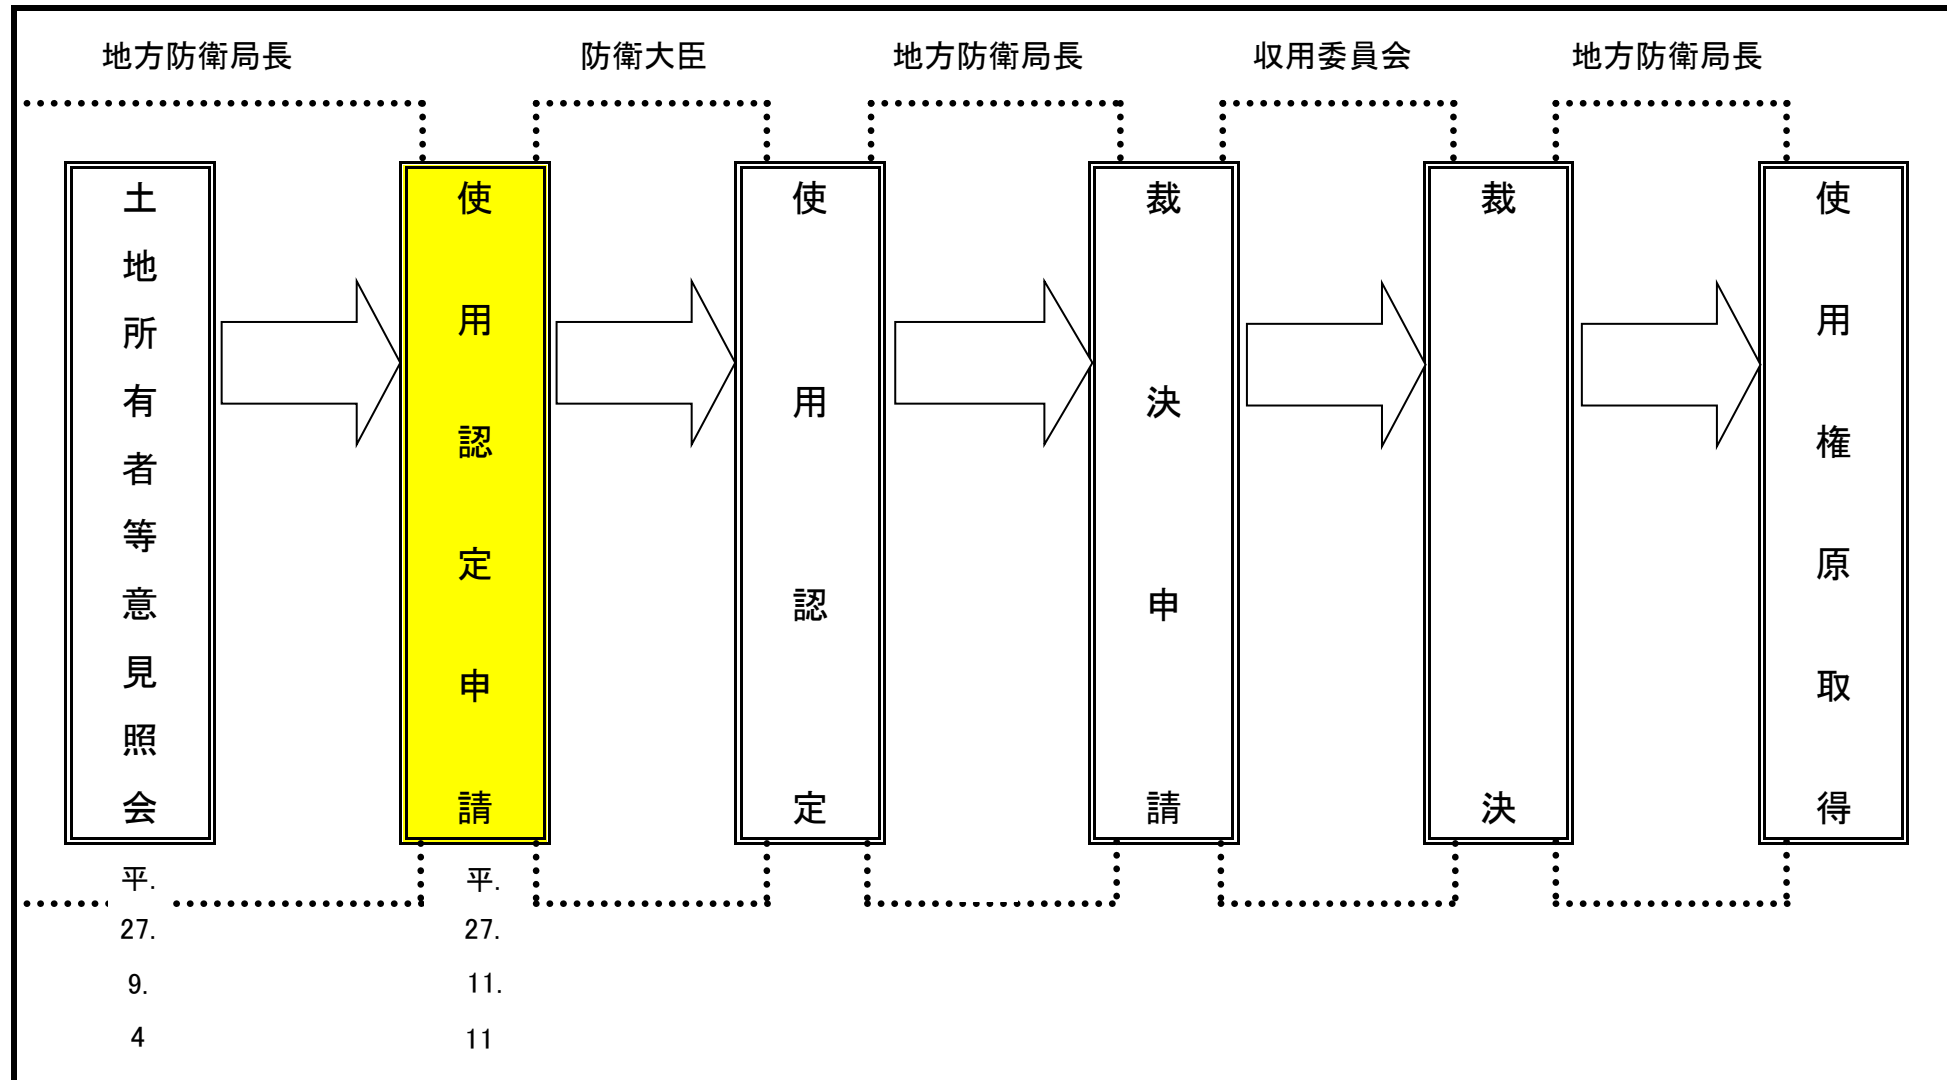 地方防衛局長
防衛大臣
地方防衛局長
収用委員会
地方防衛局長
土地所有者等意見照会
使用認定申請
使用認定
裁決申請
裁決
使用権原取得
平.
27.
9.
4
平.
27.
11.
11